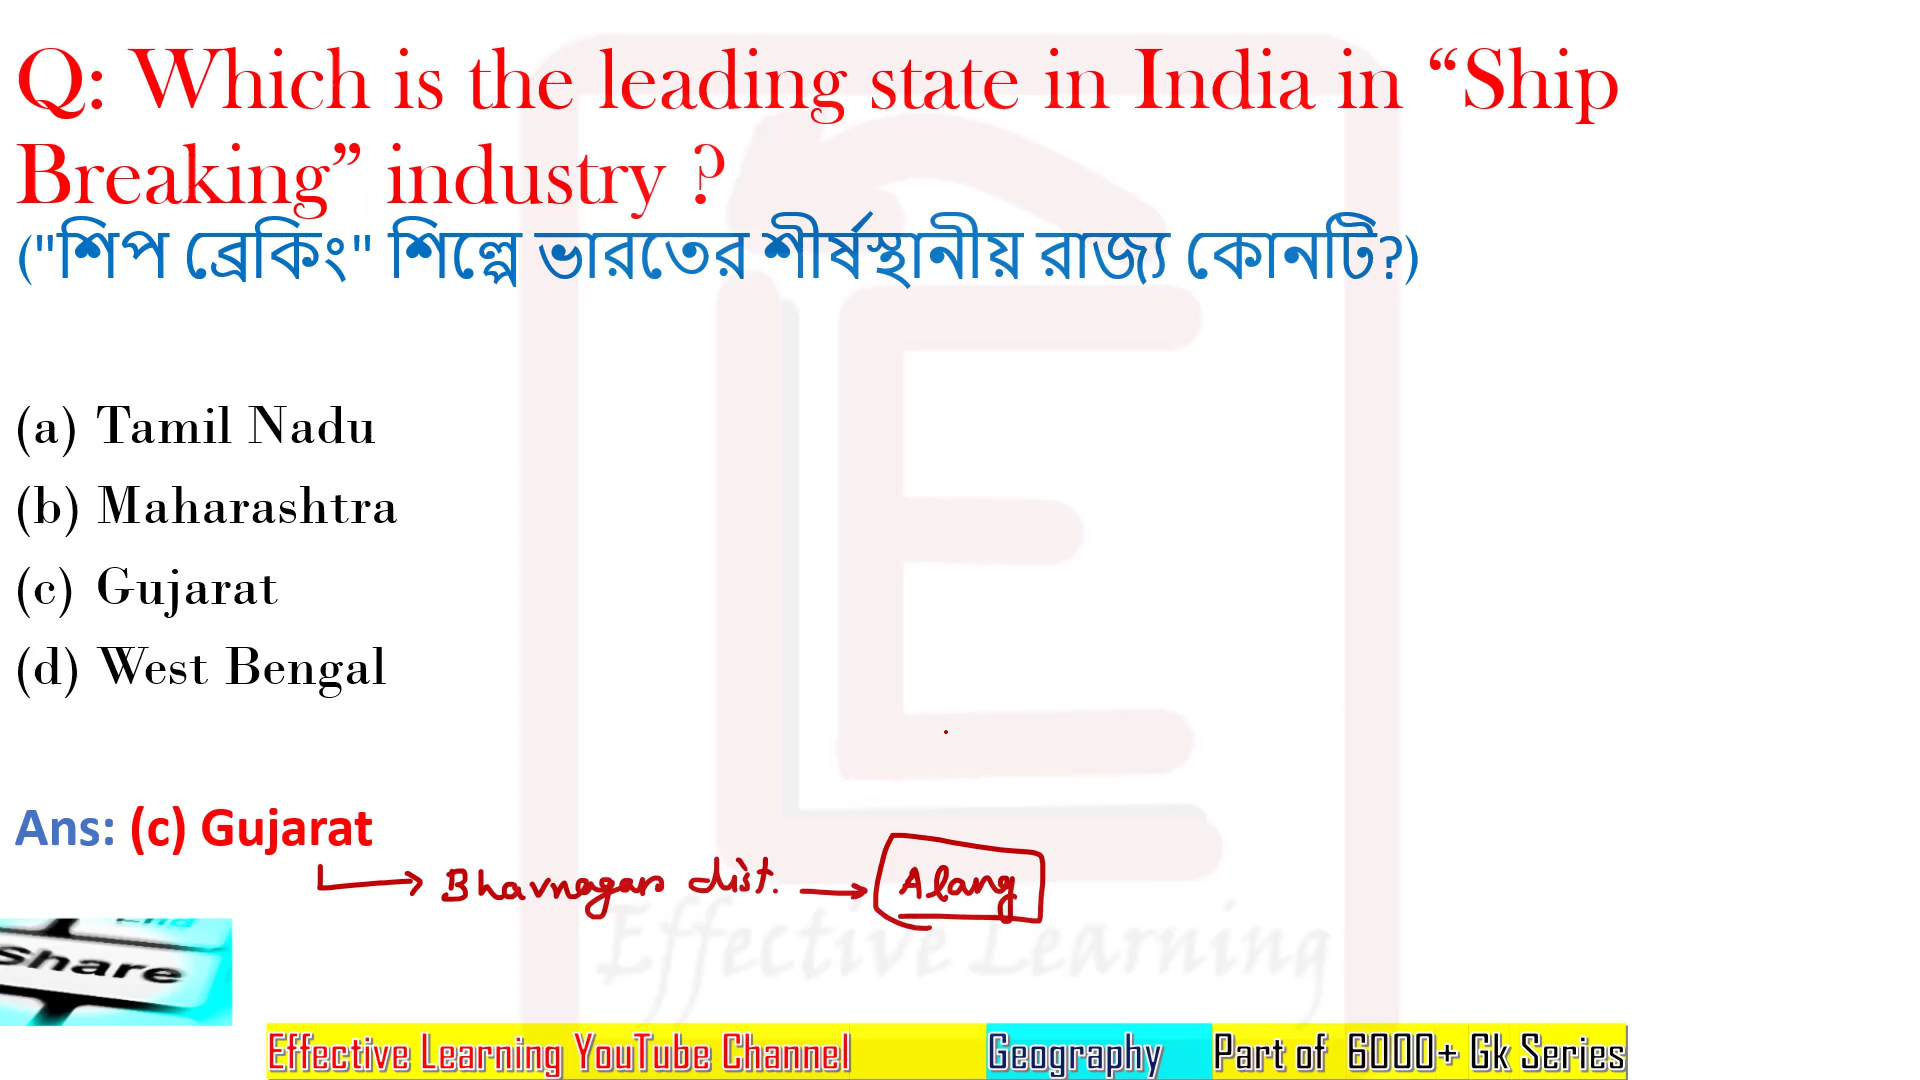 Q: Which is the leading state in India in “Ship
Breaking” industry ?
("শিপ ব্রেকিং" শিল্পে ভারতের শীর্ষস্থানীয় রাজ্য কোনটি?)
(a) Tamil Nadu
(b) Maharashtra
(c) Gujarat
(d) West Bengal
Ans: (c) Gujarat
Bhavnagar dist. → Alang
Effective Learning
End
Share
Effective Learning YouTube Channel Geography Part of 6000+ Gk Series